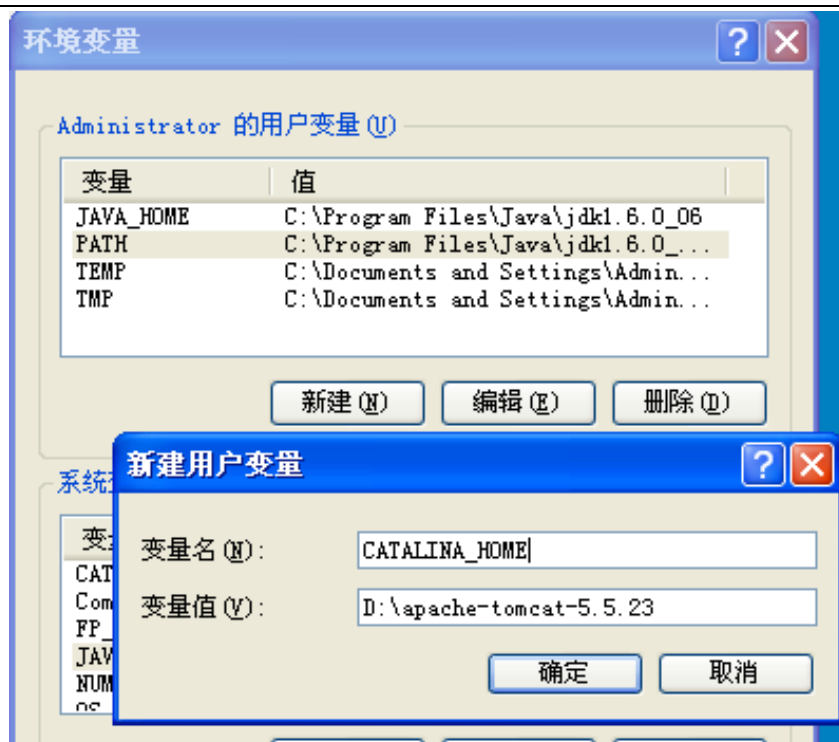 环境变量
Administrator 的用户变量(U)
变量 值
JAVA_HOME C:\Program Files\Java\jdk1.6.0_06
PATH C:\Program Files\Java\jdk1.6.0_...
TEMP C:\Documents and Settings\Admin...
TMP C:\Documents and Settings\Admin...
新建(N) 编辑(E) 删除(D)
新建用户变量
系统
变
变量名(N): CATALINA_HOME
CAT
Com
变量值(V): D:\apache-tomcat-5.5.23
FP_
JAV
确定 取消
NUM